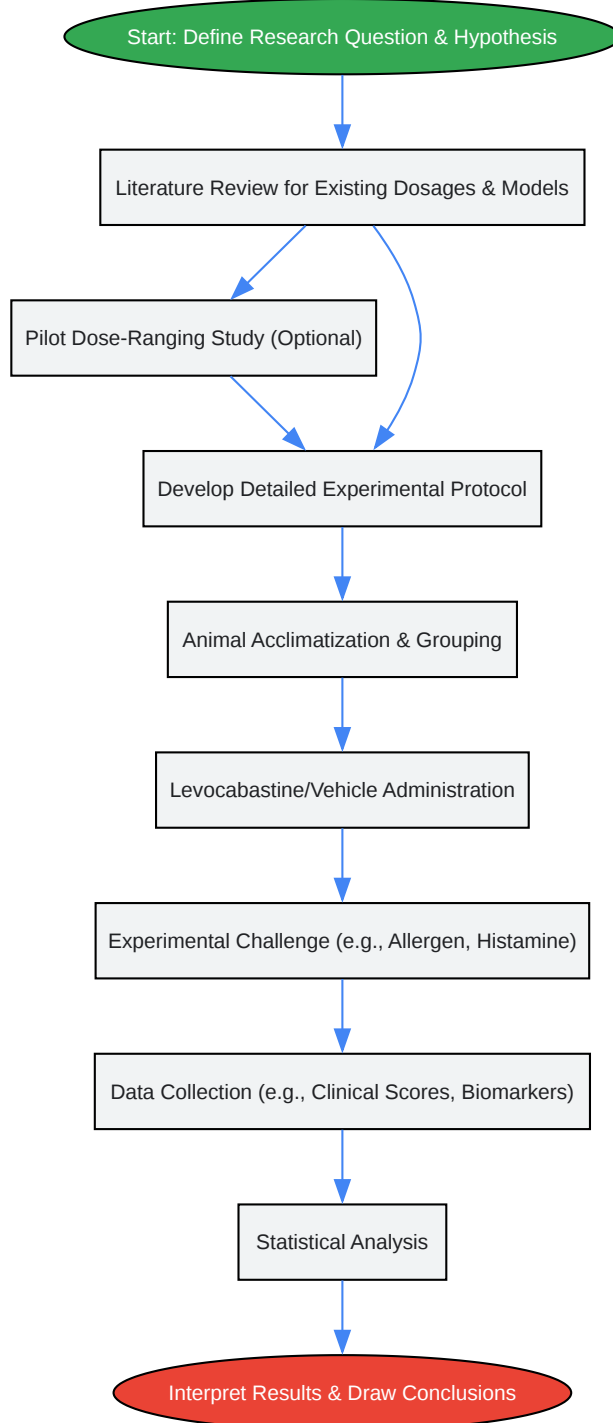 Start: Define Research Question & Hypothesis
Literature Review for Existing Dosages & Models
Pilot Dose-Ranging Study (Optional)
Develop Detailed Experimental Protocol
Animal Acclimatization & Grouping
Levocabastine/Vehicle Administration
Experimental Challenge (e.g., Allergen, Histamine)
Data Collection (e.g., Clinical Scores, Biomarkers)
Statistical Analysis
Interpret Results & Draw Conclusions